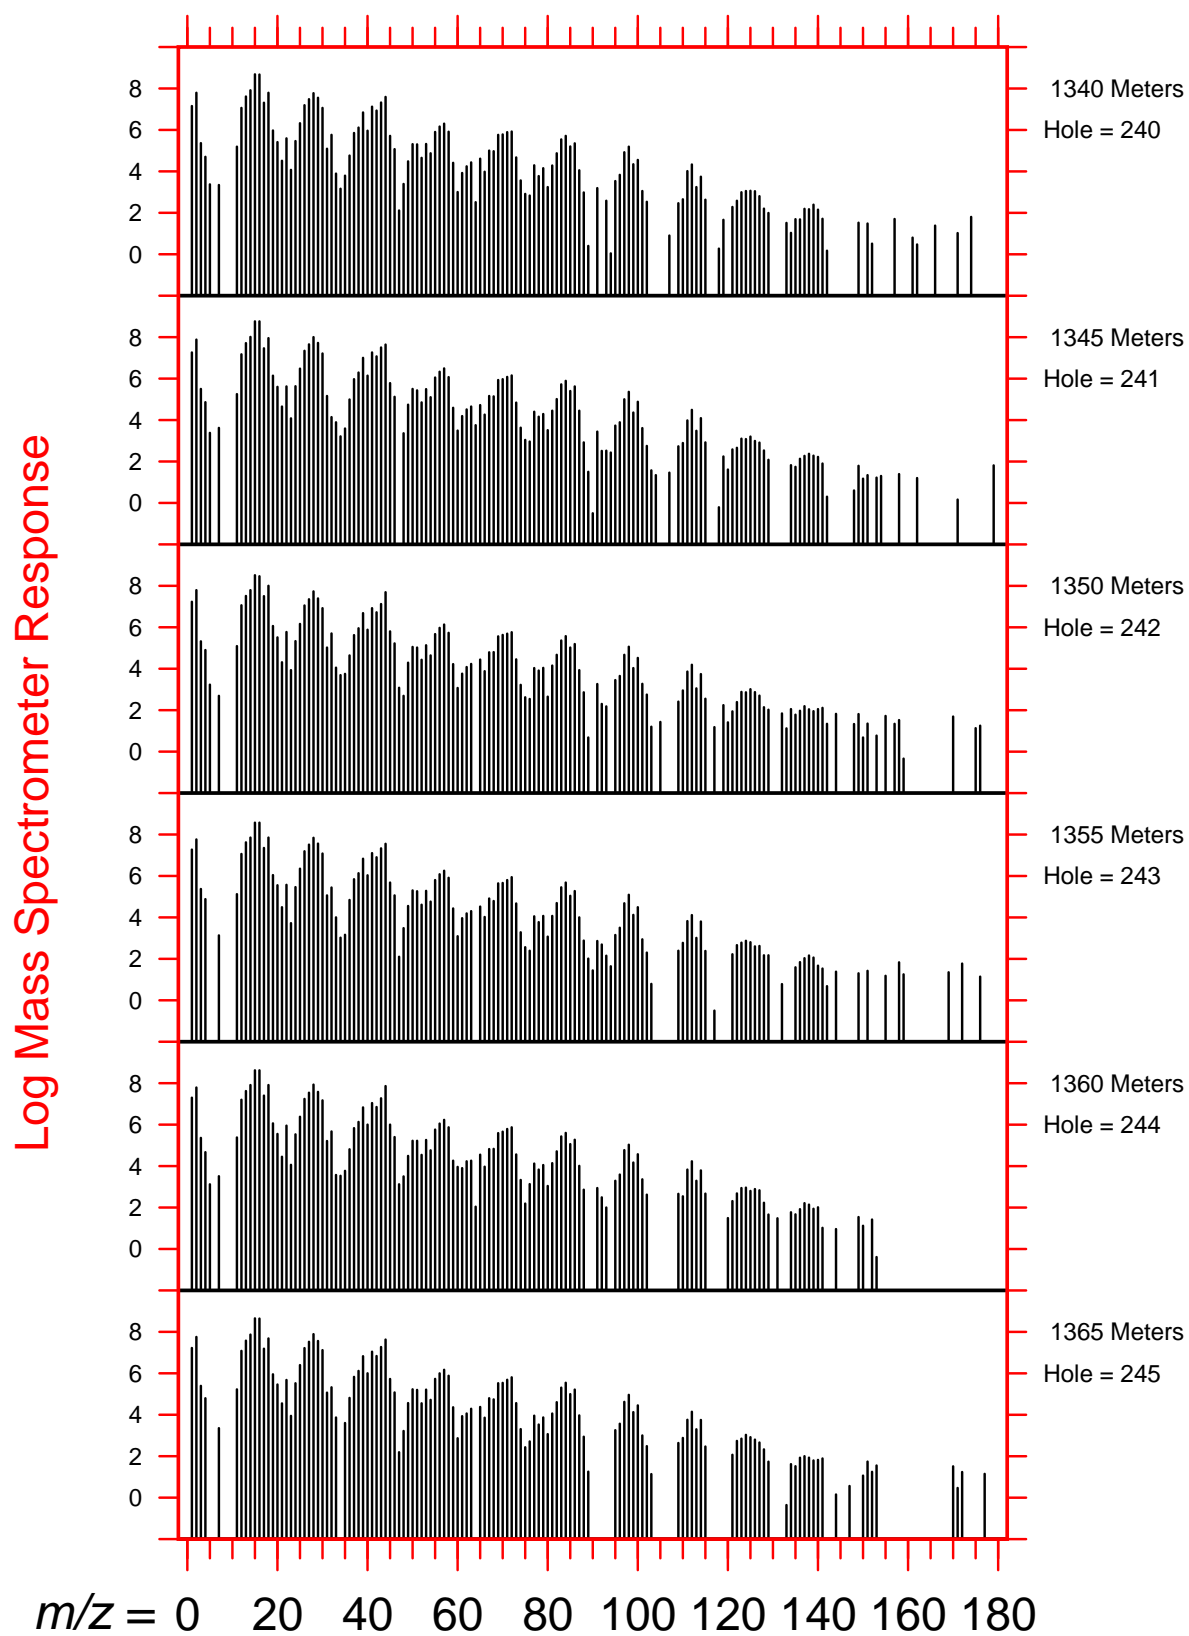 Log Mass Spectrometer Response
8
6
4
2
0
1340 Meters
Hole = 240
8
6
4
2
0
1345 Meters
Hole = 241
8
6
4
2
0
1350 Meters
Hole = 242
8
6
4
2
0
1355 Meters
Hole = 243
8
6
4
2
0
1360 Meters
Hole = 244
8
6
4
2
0
1365 Meters
Hole = 245
m/z = 0 20 40 60 80 100 120 140 160 180